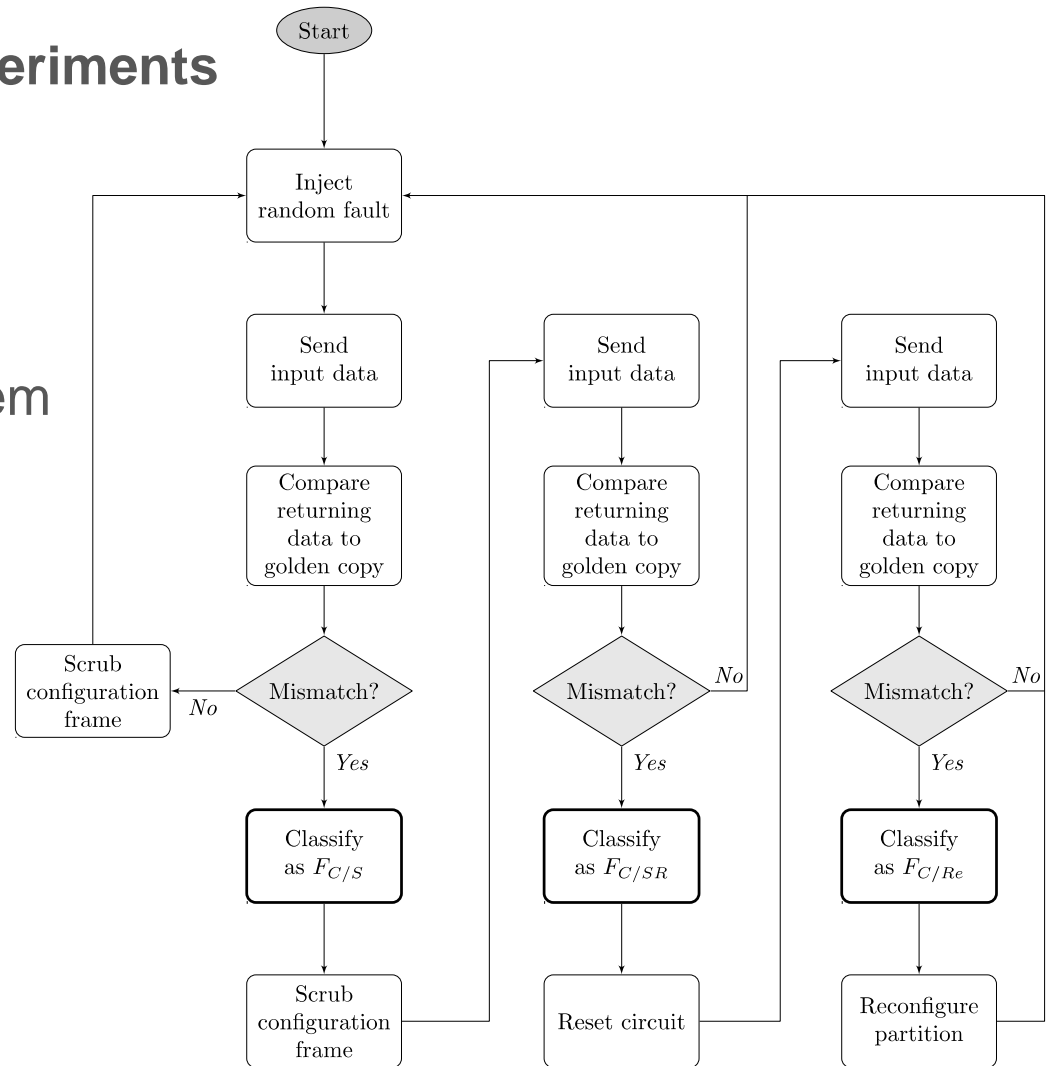 eriments
em
Start
Inject
random fault
Send
input data
Compare
returning
data to
golden copy
Mismatch?
No
Scrub
configuration
frame
Yes
Classify
as F_{C/S}
Scrub
configuration
frame
Send
input data
Compare
returning
data to
golden copy
Mismatch?
No
Yes
Classify
as F_{C/SR}
Reset circuit
Send
input data
Compare
returning
data to
golden copy
Mismatch?
No
Yes
Classify
as F_{C/Re}
Reconfigure
partition